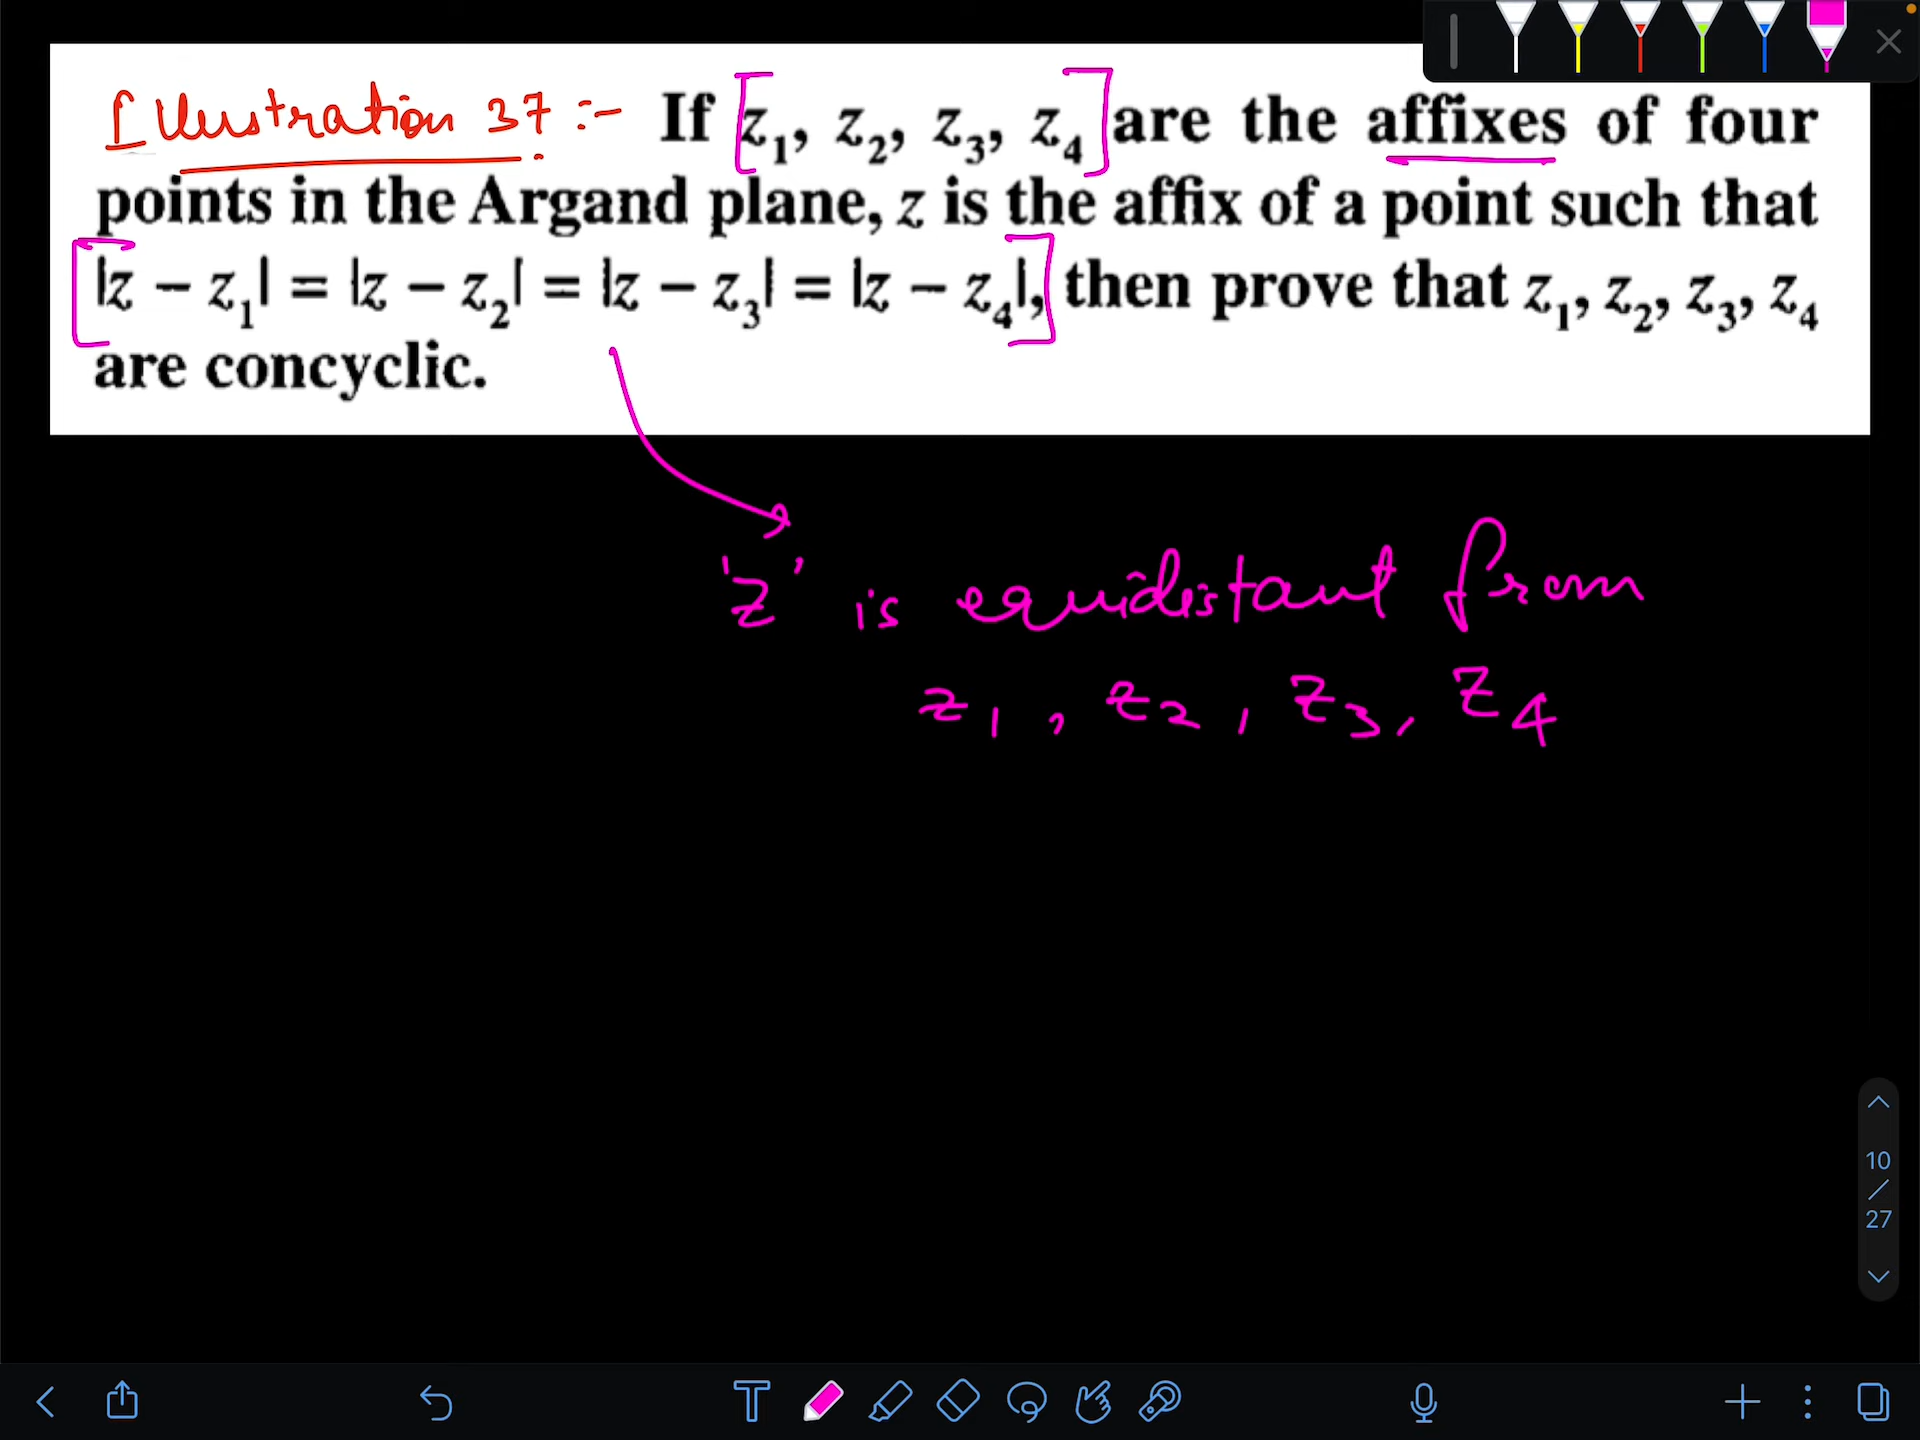 Illustration 37 :- If z₁, z₂, z₃, z₄ are the affixes of four
points in the Argand plane, z is the affix of a point such that
|z − z₁| = |z − z₂| = |z − z₃| = |z − z₄|, then prove that z₁, z₂, z₃, z₄
are concyclic.
'z' is equidistant from
z₁, z₂, z₃, z₄
10
/
27